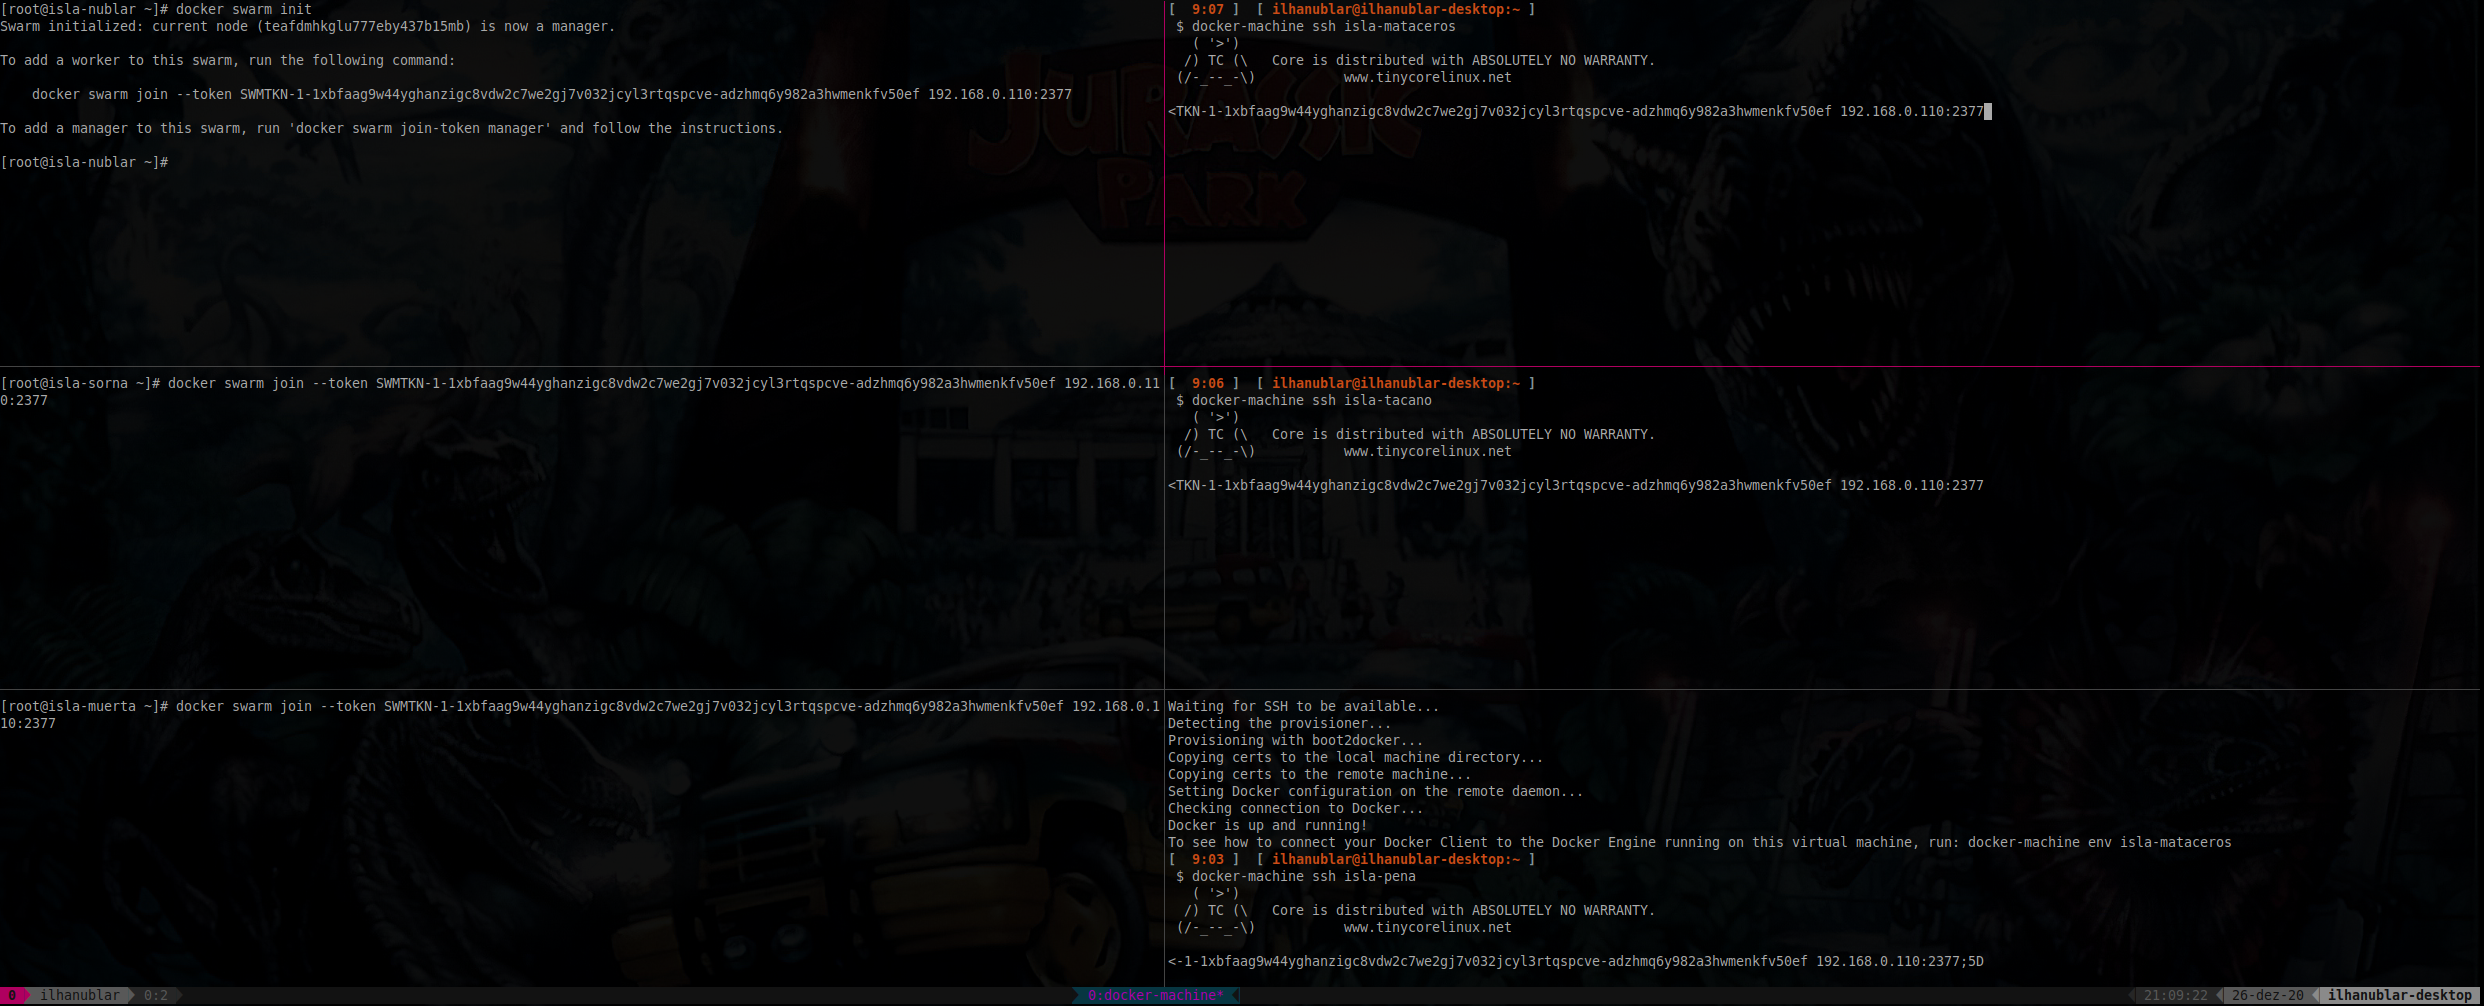 [root@isla-nublar ~]# docker swarm init
Swarm initialized: current node (teafdmhkglu777eby437b15mb) is now a manager.
To add a worker to this swarm, run the following command:
docker swarm join --token SWMTKN-1-1xbfaag9w44yghanzigc8vdw2c7we2gj7v032jcyl3rtqspcve-adzhmq6y982a3hwmenkfv50ef 192.168.0.110:2377
To add a manager to this swarm, run 'docker swarm join-token manager' and follow the instructions.
[root@isla-nublar ~]#
[ 9:07 ] [ ilhanublar@ilhanublar-desktop:~ ]
$ docker-machine ssh isla-mataceros
( '>')
/) TC (\ Core is distributed with ABSOLUTELY NO WARRANTY.
(/-_--_-\) www.tinycorelinux.net
<TKN-1-1xbfaag9w44yghanzigc8vdw2c7we2gj7v032jcyl3rtqspcve-adzhmq6y982a3hwmenkfv50ef 192.168.0.110:2377
JURASSIC
PARK
[root@isla-sorna ~]# docker swarm join --token SWMTKN-1-1xbfaag9w44yghanzigc8vdw2c7we2gj7v032jcyl3rtqspcve-adzhmq6y982a3hwmenkfv50ef 192.168.0.11
0:2377
[ 9:06 ] [ ilhanublar@ilhanublar-desktop:~ ]
$ docker-machine ssh isla-tacano
( '>')
/) TC (\ Core is distributed with ABSOLUTELY NO WARRANTY.
(/-_--_-\) www.tinycorelinux.net
<TKN-1-1xbfaag9w44yghanzigc8vdw2c7we2gj7v032jcyl3rtqspcve-adzhmq6y982a3hwmenkfv50ef 192.168.0.110:2377
[root@isla-muerta ~]# docker swarm join --token SWMTKN-1-1xbfaag9w44yghanzigc8vdw2c7we2gj7v032jcyl3rtqspcve-adzhmq6y982a3hwmenkfv50ef 192.168.0.1
10:2377
Waiting for SSH to be available...
Detecting the provisioner...
Provisioning with boot2docker...
Copying certs to the local machine directory...
Copying certs to the remote machine...
Setting Docker configuration on the remote daemon...
Checking connection to Docker...
Docker is up and running!
To see how to connect your Docker Client to the Docker Engine running on this virtual machine, run: docker-machine env isla-mataceros
[ 9:03 ] [ ilhanublar@ilhanublar-desktop:~ ]
$ docker-machine ssh isla-pena
( '>')
/) TC (\ Core is distributed with ABSOLUTELY NO WARRANTY.
(/-_--_-\) www.tinycorelinux.net
<-1-1xbfaag9w44yghanzigc8vdw2c7we2gj7v032jcyl3rtqspcve-adzhmq6y982a3hwmenkfv50ef 192.168.0.110:2377;5D
0 ilhanublar 0:2 0:docker-machine* 21:09:22 26-dez-20 ilhanublar-desktop